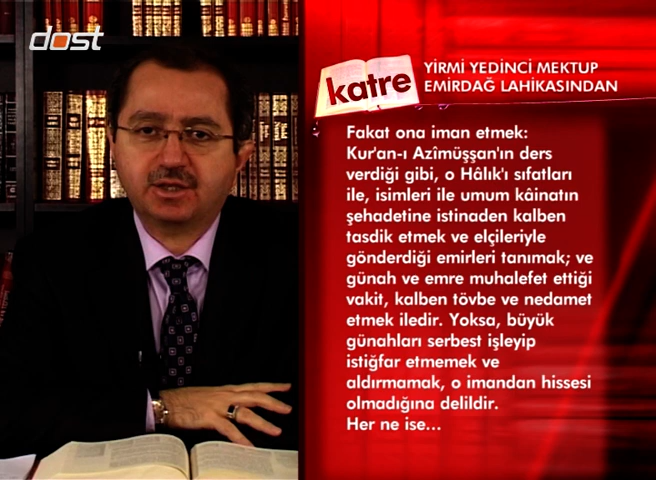 dost
katre
YİRMİ YEDİNCİ MEKTUP
EMİRDAĞ LAHİKASINDAN
Fakat ona iman etmek:
Kur'an-ı Azîmüşşan'ın ders
verdiği gibi, o Hâlık'ı sıfatları
ile, isimleri ile umum kâinatın
şehadetine istinaden kalben
tasdik etmek ve elçileriyle
gönderdiği emirleri tanımak; ve
günah ve emre muhalefet ettiği
vakit, kalben tövbe ve nedamet
etmek iledir. Yoksa, büyük
günahları serbest işleyip
istiğfar etmemek ve
aldırmamak, o imandan hissesi
olmadığına delildir.
Her ne ise...